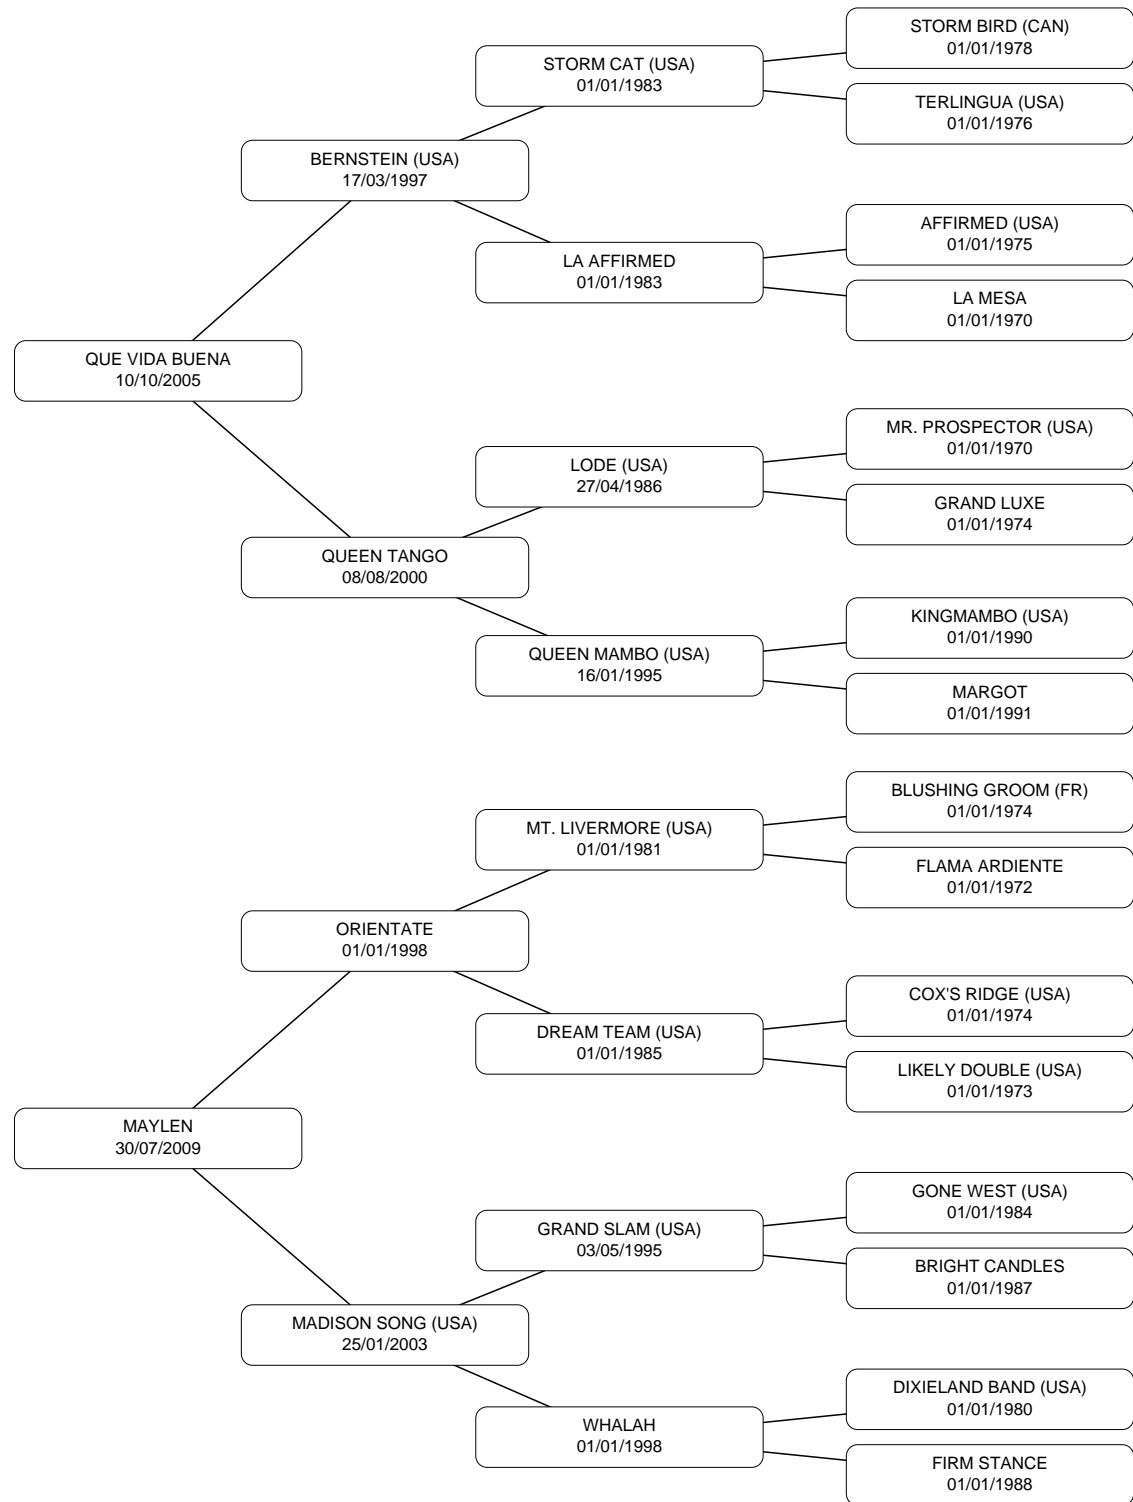 STORM BIRD (CAN)
01/01/1978
STORM CAT (USA)
01/01/1983
TERLINGUA (USA)
01/01/1976
BERNSTEIN (USA)
17/03/1997
AFFIRMED (USA)
01/01/1975
LA AFFIRMED
01/01/1983
LA MESA
01/01/1970
QUE VIDA BUENA
10/10/2005
MR. PROSPECTOR (USA)
01/01/1970
LODE (USA)
27/04/1986
GRAND LUXE
01/01/1974
QUEEN TANGO
08/08/2000
KINGMAMBO (USA)
01/01/1990
QUEEN MAMBO (USA)
16/01/1995
MARGOT
01/01/1991
BLUSHING GROOM (FR)
01/01/1974
MT. LIVERMORE (USA)
01/01/1981
FLAMA ARDIENTE
01/01/1972
ORIENTATE
01/01/1998
COX'S RIDGE (USA)
01/01/1974
DREAM TEAM (USA)
01/01/1985
LIKELY DOUBLE (USA)
01/01/1973
MAYLEN
30/07/2009
GONE WEST (USA)
01/01/1984
GRAND SLAM (USA)
03/05/1995
BRIGHT CANDLES
01/01/1987
MADISON SONG (USA)
25/01/2003
DIXIELAND BAND (USA)
01/01/1980
WHALAH
01/01/1998
FIRM STANCE
01/01/1988